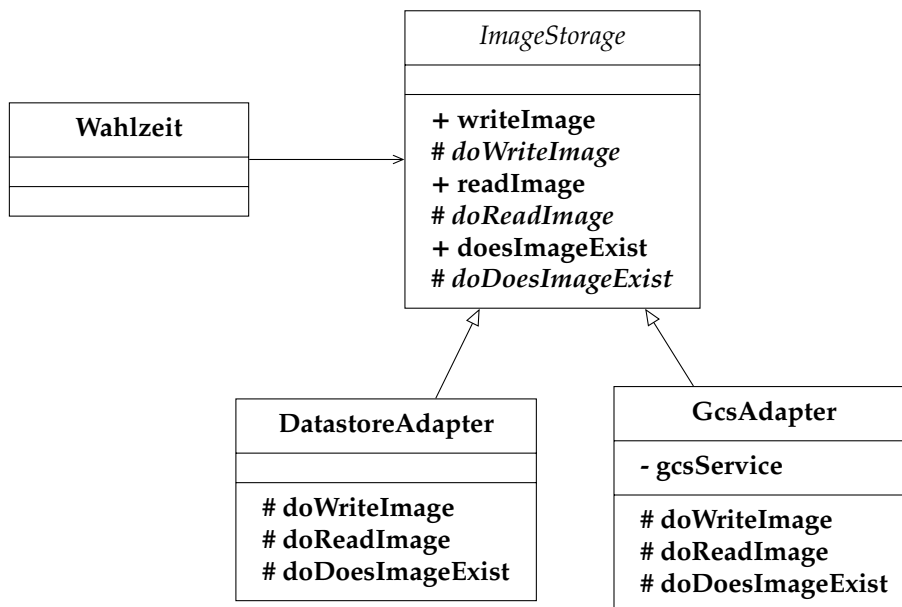 ImageStorage
+ writeImage
# doWriteImage
+ readImage
# doReadImage
+ doesImageExist
# doDoesImageExist
Wahlzeit
DatastoreAdapter
# doWriteImage
# doReadImage
# doDoesImageExist
GcsAdapter
- gcsService
# doWriteImage
# doReadImage
# doDoesImageExist